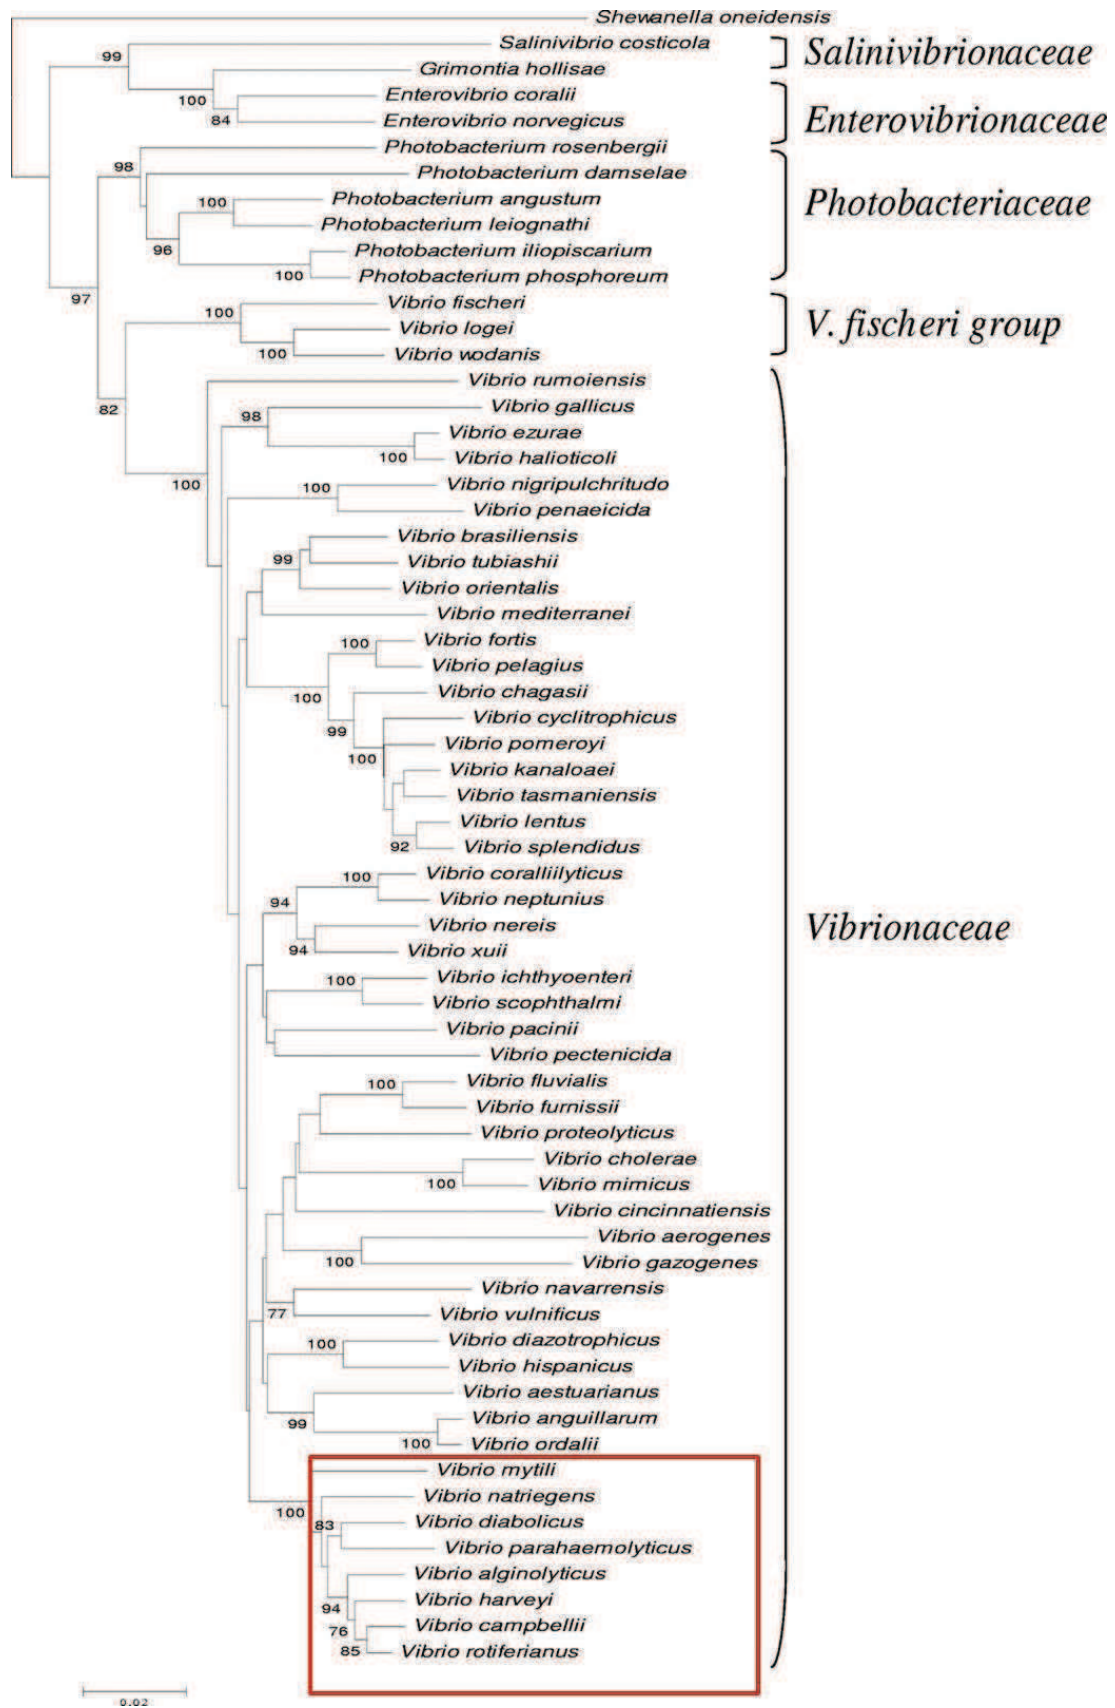 Shewanella oneidensis
99
Salinivibrio costicola
Salinivibrionaceae
Grimontia hollisae
100
Enterovibrio coralii
84
Enterovibrio norvegicus
Enterovibrionaceae
Photobacterium rosenbergii
98
Photobacterium damselae
Photobacterium angustum
100
Photobacteriaceae
Photobacterium leiognathi
96
Photobacterium iliopiscarium
100
Photobacterium phosphoreum
97
Vibrio fischeri
100
Vibrio logei
V. fischeri group
100
Vibrio wodanis
Vibrio rumoiensis
82
Vibrio gallicus
98
Vibrio ezurae
100
Vibrio halioticoli
100
Vibrio nigripulchritudo
100
Vibrio penaeicida
Vibrio brasiliensis
99
Vibrio tubiashii
Vibrio orientalis
Vibrio mediterranei
Vibrio fortis
100
Vibrio pelagius
100
Vibrio chagasii
Vibrio cyclitrophicus
99
Vibrio pomeroyi
100
Vibrio kanaloaei
Vibrio tasmaniensis
Vibrio lentus
92
Vibrio splendidus
Vibrio coralliilyticus
100
Vibrio neptunius
94
Vibrio nereis
Vibrionaceae
94
Vibrio xuii
Vibrio ichthyoenteri
100
Vibrio scophthalmi
Vibrio pacinii
Vibrio pectenicida
Vibrio fluvialis
100
Vibrio furnissii
Vibrio proteolyticus
Vibrio cholerae
100
Vibrio mimicus
Vibrio cincinnatiensis
Vibrio aerogenes
100
Vibrio gazogenes
Vibrio navarrensis
77
Vibrio vulnificus
Vibrio diazotrophicus
100
Vibrio hispanicus
Vibrio aestuarianus
99
Vibrio anguillarum
100
Vibrio ordalii
Vibrio mytili
Vibrio natriegens
100
83
Vibrio diabolicus
Vibrio parahaemolyticus
Vibrio alginolyticus
94
Vibrio harveyi
76
Vibrio campbellii
85
Vibrio rotiferianus
0.02